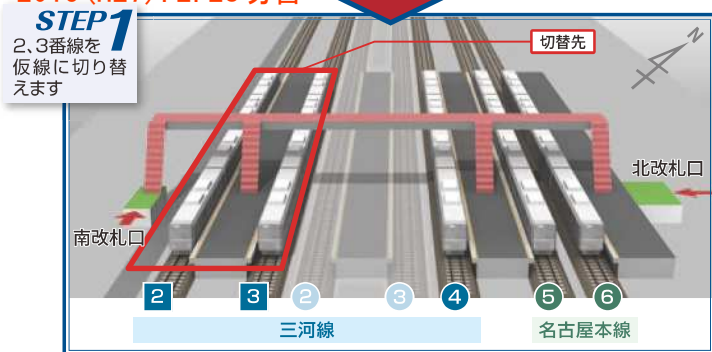 STEP1
2、3番線を
仮線に切り替
えます
切替先
N
北改札口
南改札口
2 3 2 3 4 5 6
三河線 名古屋本線